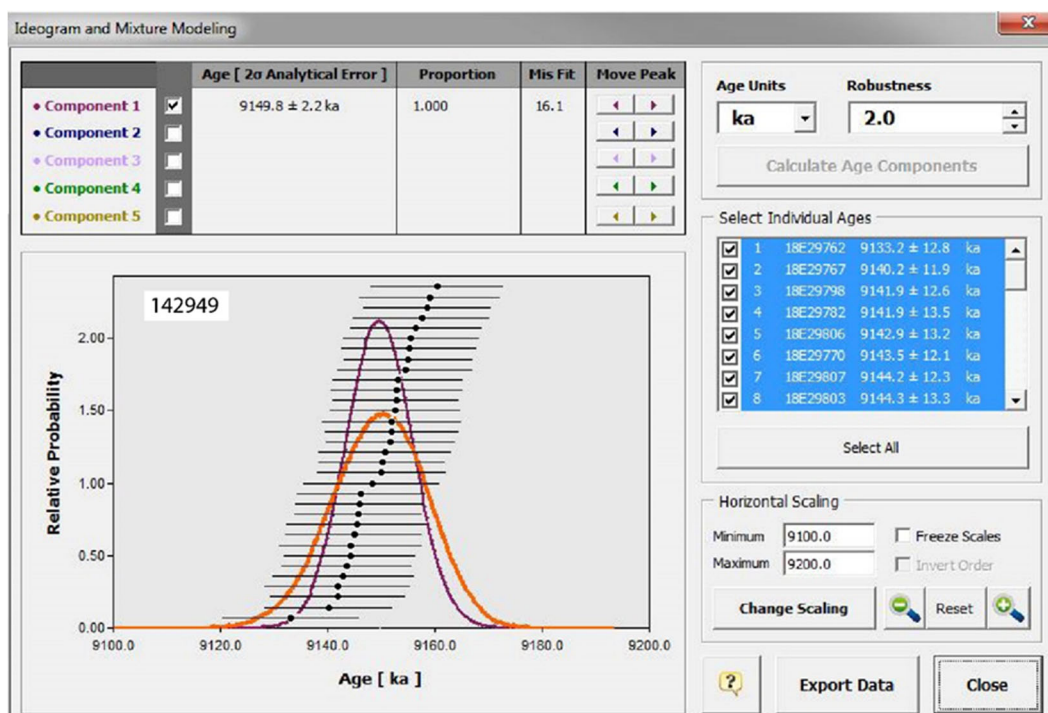 Ideogram and Mixture Modeling
Age [ 2σ Analytical Error ] Proportion Mis Fit Move Peak
• Component 1 9149.8 ± 2.2 ka 1.000 16.1
• Component 2
• Component 3
• Component 4
• Component 5
Age Units Robustness
ka 2.0
Calculate Age Components
Select Individual Ages
1 18E29762 9133.2 ± 12.8 ka
2 18E29767 9140.2 ± 11.9 ka
3 18E29798 9141.9 ± 12.6 ka
4 18E29782 9141.9 ± 13.5 ka
5 18E29806 9142.9 ± 13.2 ka
6 18E29770 9143.5 ± 12.1 ka
7 18E29807 9144.2 ± 12.3 ka
8 18E29803 9144.3 ± 13.3 ka
Select All
142949
Relative Probability
2.00
1.50
1.00
0.50
0.00
9100.0 9120.0 9140.0 9160.0 9180.0 9200.0
Age [ ka ]
Horizontal Scaling
Minimum 9100.0 Freeze Scales
Maximum 9200.0 Invert Order
Change Scaling Reset
? Export Data Close